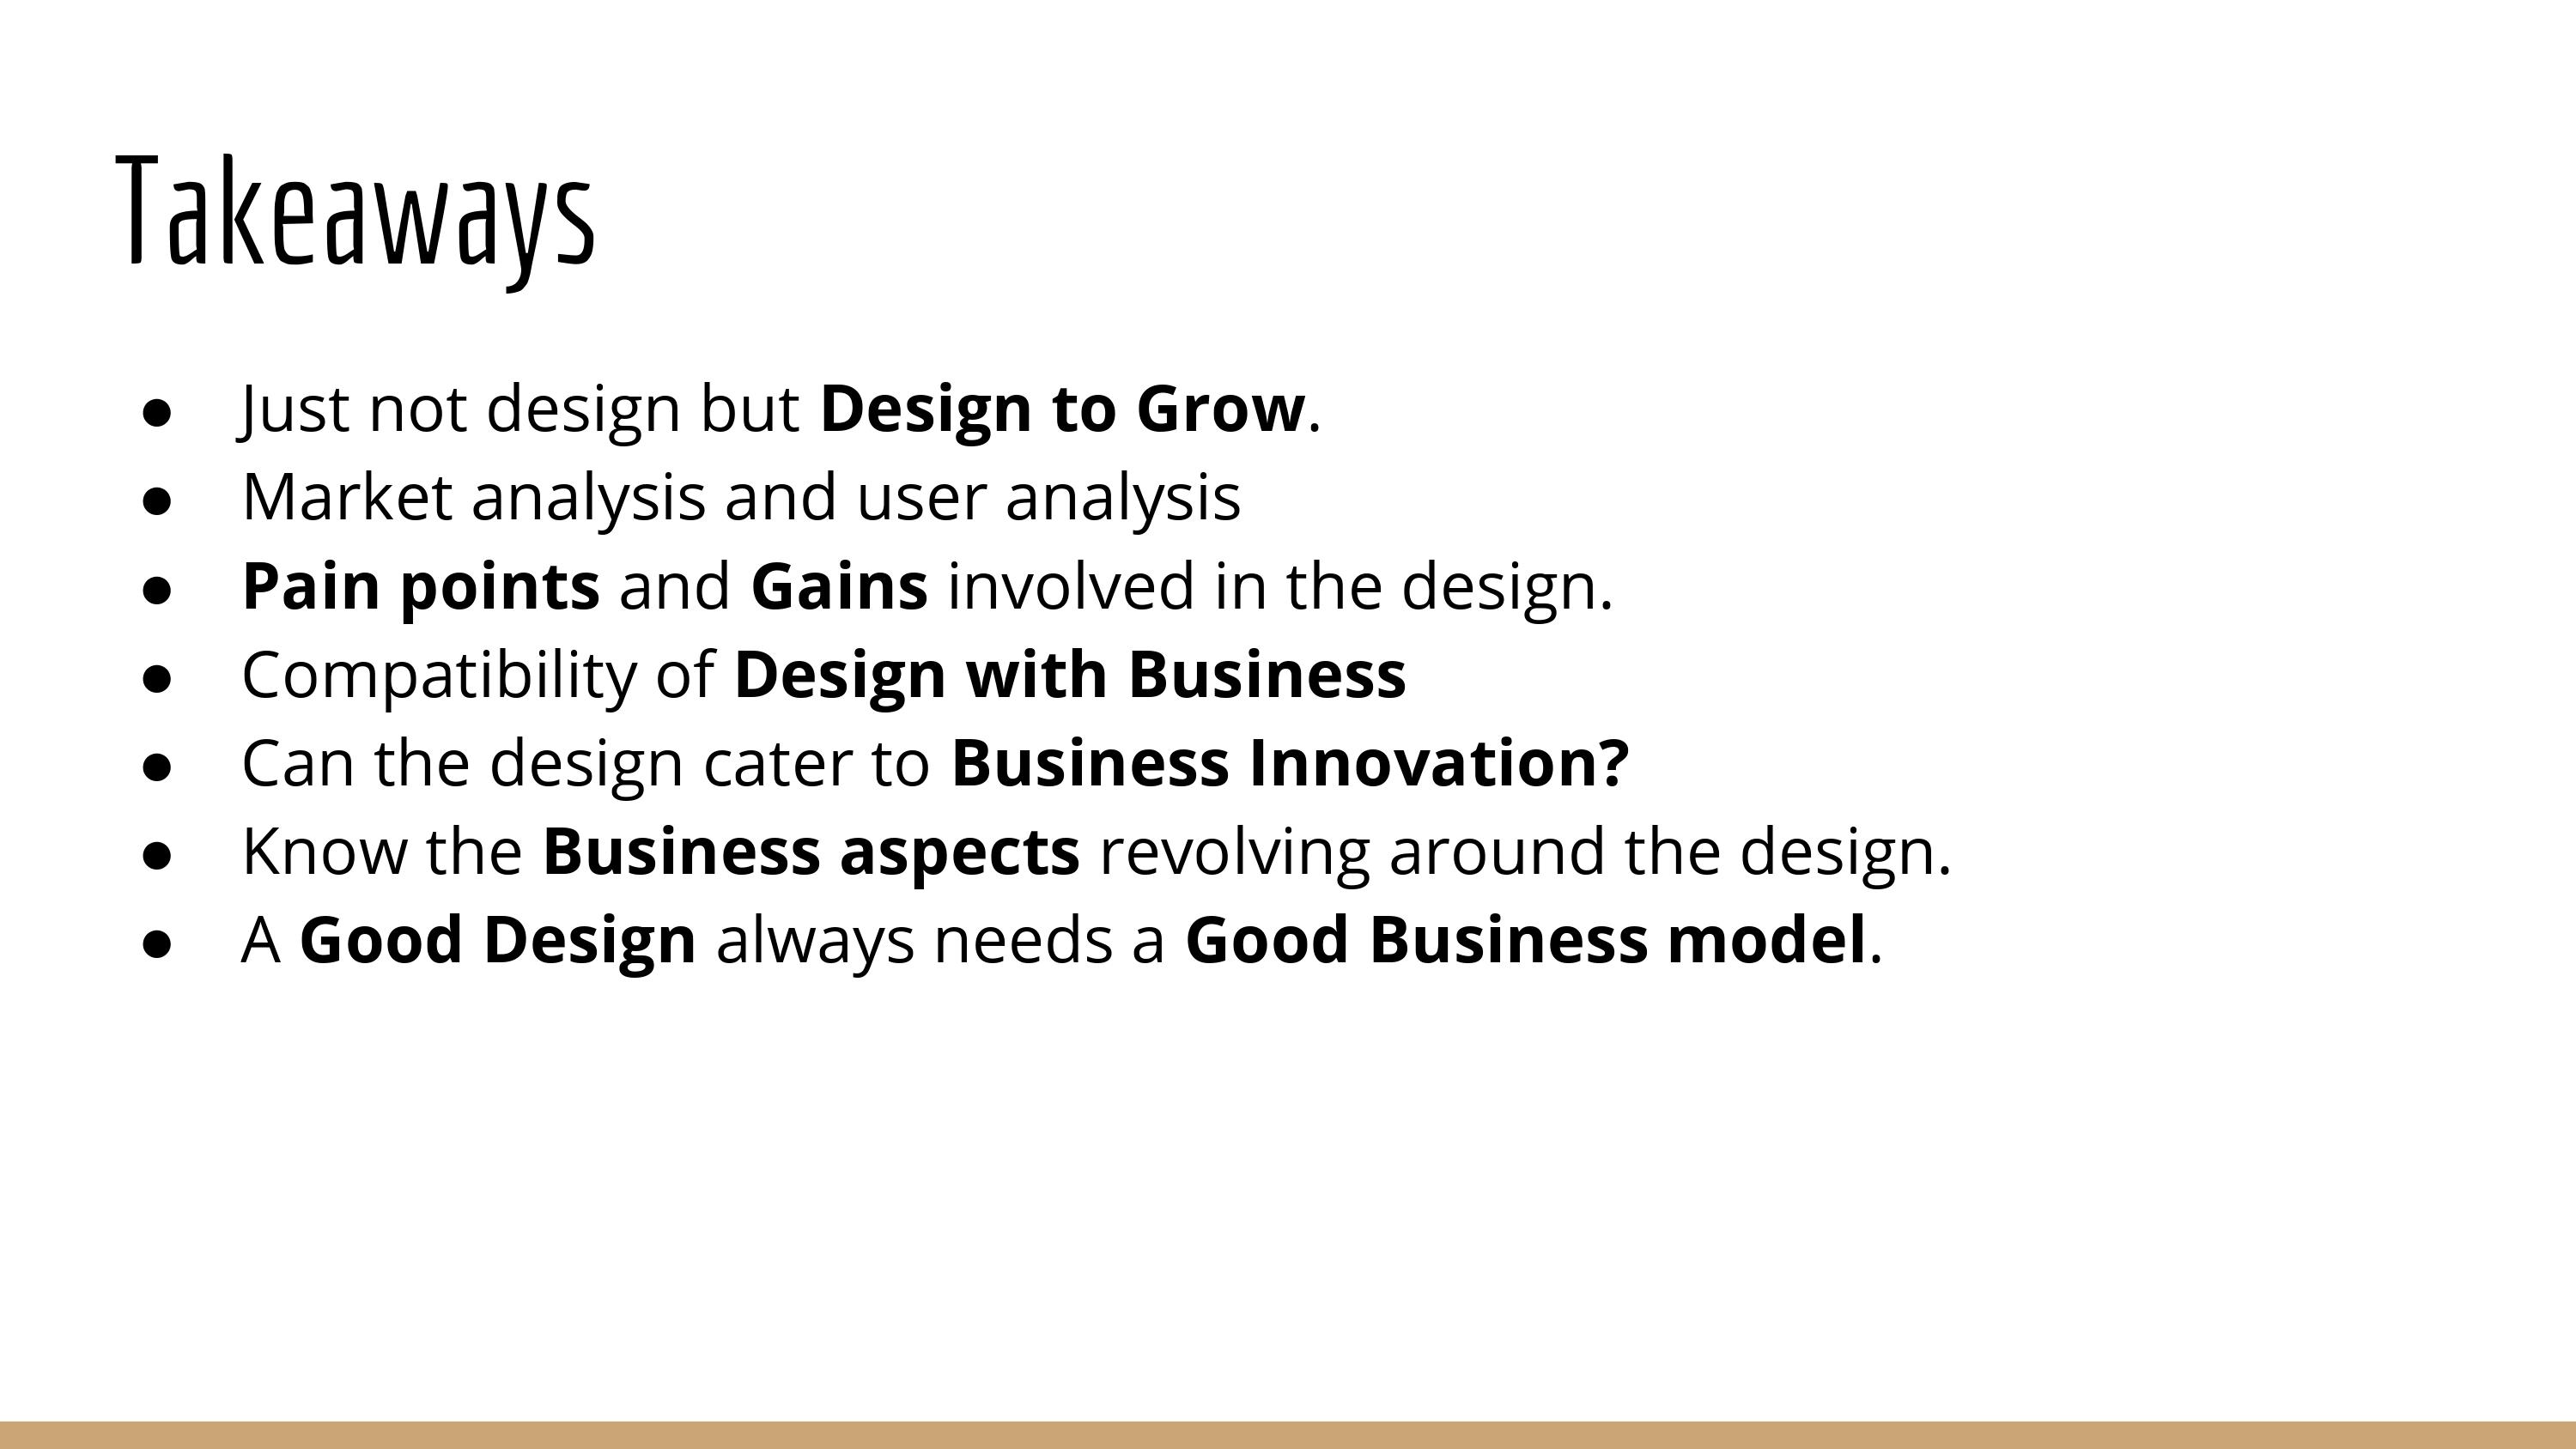 Takeaways
● Just not design but Design to Grow.
● Market analysis and user analysis
● Pain points and Gains involved in the design.
● Compatibility of Design with Business
● Can the design cater to Business Innovation?
● Know the Business aspects revolving around the design.
● A Good Design always needs a Good Business model.